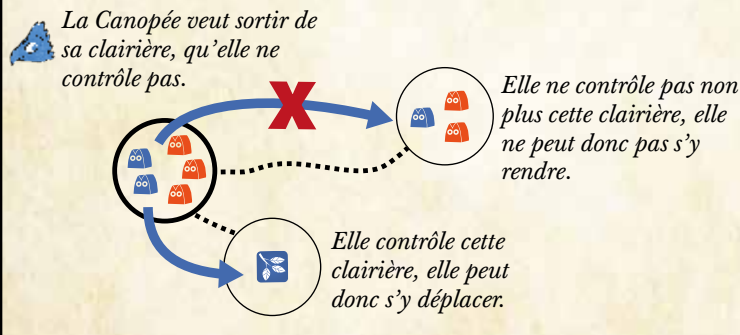 La Canopée veut sortir de
sa clairière, qu'elle ne
contrôle pas.
Elle ne contrôle pas non
plus cette clairière, elle
ne peut donc pas s'y
rendre.
Elle contrôle cette
clairière, elle peut
donc s'y déplacer.